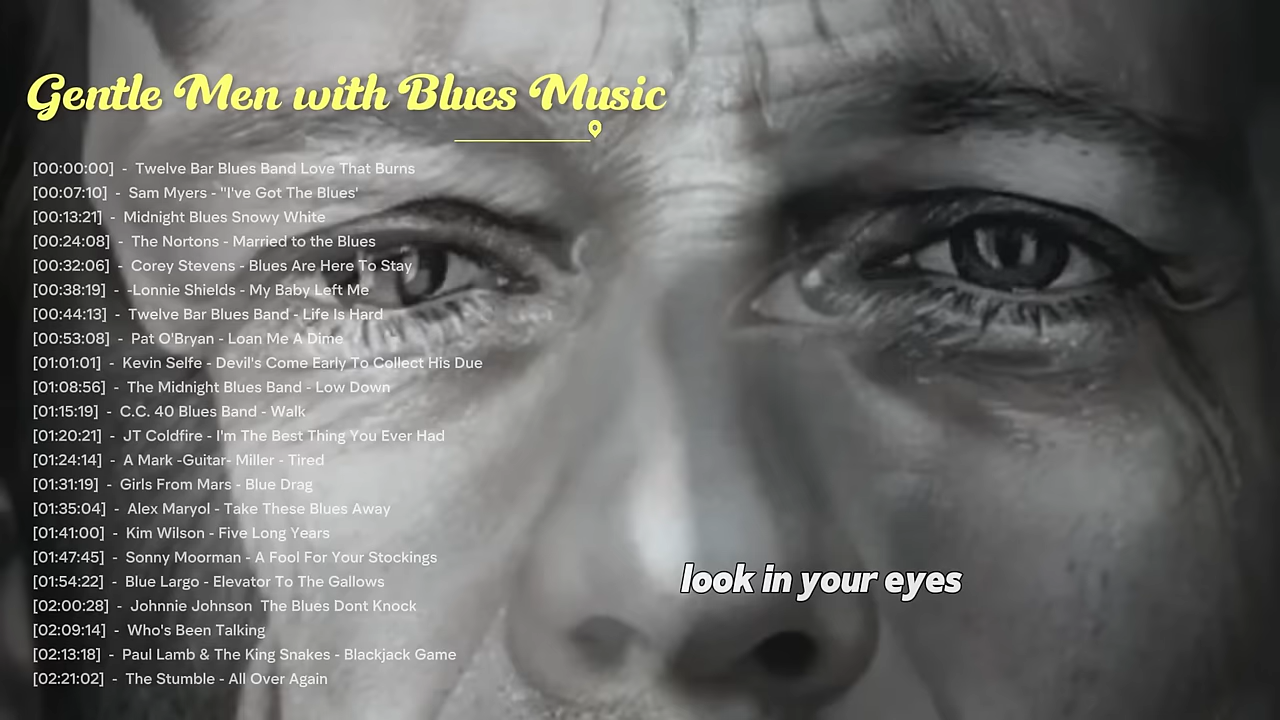 Gentle Men with Blues Music
[00:00:00] - Twelve Bar Blues Band Love That Burns
[00:07:10] - Sam Myers - "I've Got The Blues'
[00:13:21] - Midnight Blues Snowy White
[00:24:08] - The Nortons - Married to the Blues
[00:32:06] - Corey Stevens - Blues Are Here To Stay
[00:38:19] - -Lonnie Shields - My Baby Left Me
[00:44:13] - Twelve Bar Blues Band - Life Is Hard
[00:53:08] - Pat O'Bryan - Loan Me A Dime
[01:01:01] - Kevin Selfe - Devil's Come Early To Collect His Due
[01:08:56] - The Midnight Blues Band - Low Down
[01:15:19] - C.C. 40 Blues Band - Walk
[01:20:21] - JT Coldfire - I'm The Best Thing You Ever Had
[01:24:14] - A Mark -Guitar- Miller - Tired
[01:31:19] - Girls From Mars - Blue Drag
[01:35:04] - Alex Maryol - Take These Blues Away
[01:41:00] - Kim Wilson - Five Long Years
[01:47:45] - Sonny Moorman - A Fool For Your Stockings
[01:54:22] - Blue Largo - Elevator To The Gallows
[02:00:28] - Johnnie Johnson  The Blues Dont Knock
[02:09:14] - Who's Been Talking
[02:13:18] - Paul Lamb & The King Snakes - Blackjack Game
[02:21:02] - The Stumble - All Over Again
look in your eyes